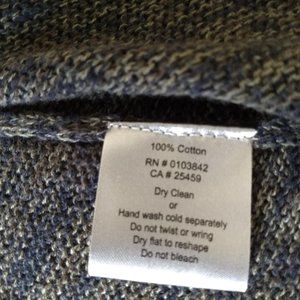 100% Cotton
RN # 0103842
CA # 25459
Dry Clean
or
Hand wash cold separately
Do not twist or wring
Dry flat to reshape
Do not bleach